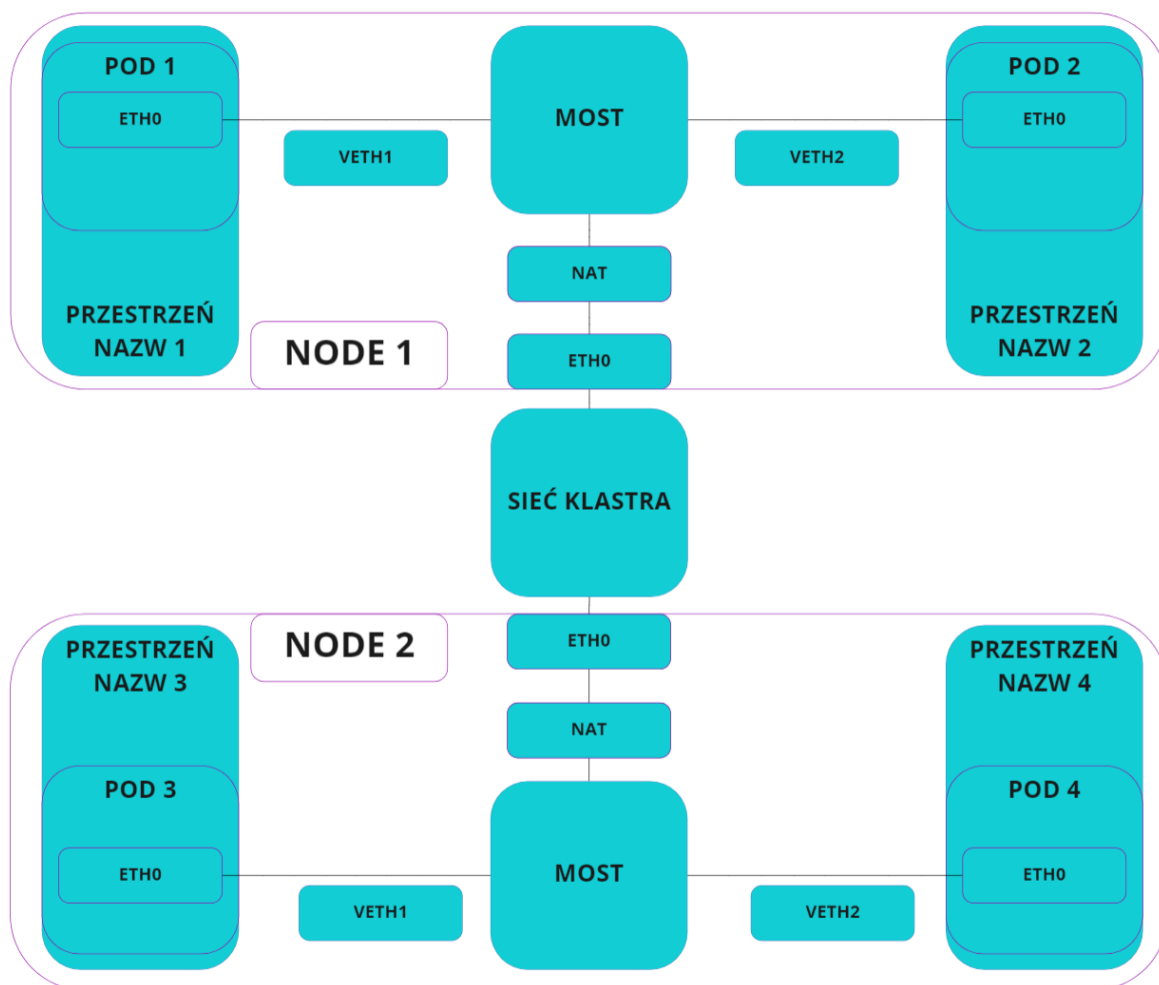 POD 1
ETH0
VETH1
PRZESTRZEŃ
NAZW 1
MOST
VETH2
POD 2
ETH0
PRZESTRZEŃ
NAZW 2
NAT
ETH0
NODE 1
SIEĆ KLASTRA
NODE 2
ETH0
NAT
PRZESTRZEŃ
NAZW 3
POD 3
ETH0
VETH1
MOST
VETH2
PRZESTRZEŃ
NAZW 4
POD 4
ETH0